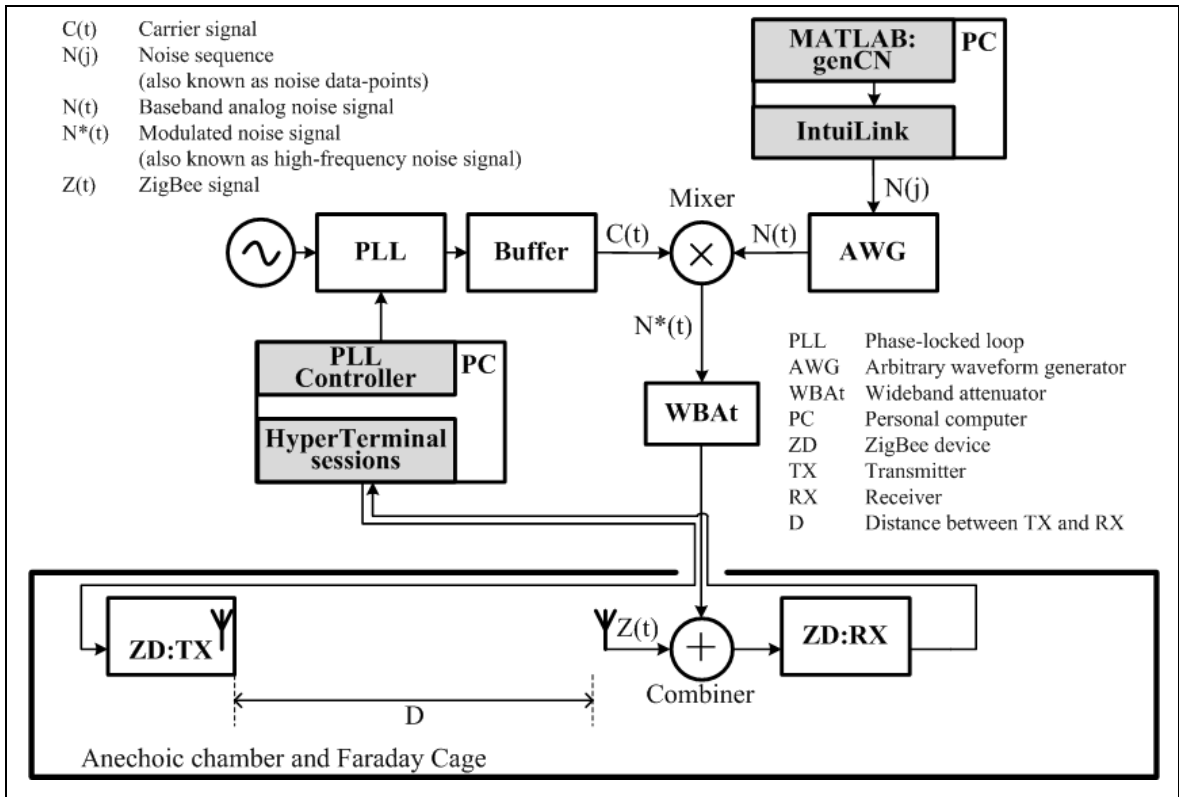 C(t) Carrier signal
N(j) Noise sequence
(also known as noise data-points)
N(t) Baseband analog noise signal
N*(t) Modulated noise signal
(also known as high-frequency noise signal)
Z(t) ZigBee signal
MATLAB:
genCN
PC
IntuiLink
N(j)
Mixer
PLL
Buffer
C(t)
N(t)
AWG
N*(t)
PLL
Controller
PC
HyperTerminal
sessions
WBAt
PLL Phase-locked loop
AWG Arbitrary waveform generator
WBAt Wideband attenuator
PC Personal computer
ZD ZigBee device
TX Transmitter
RX Receiver
D Distance between TX and RX
ZD:TX
Z(t)
Combiner
ZD:RX
D
Anechoic chamber and Faraday Cage